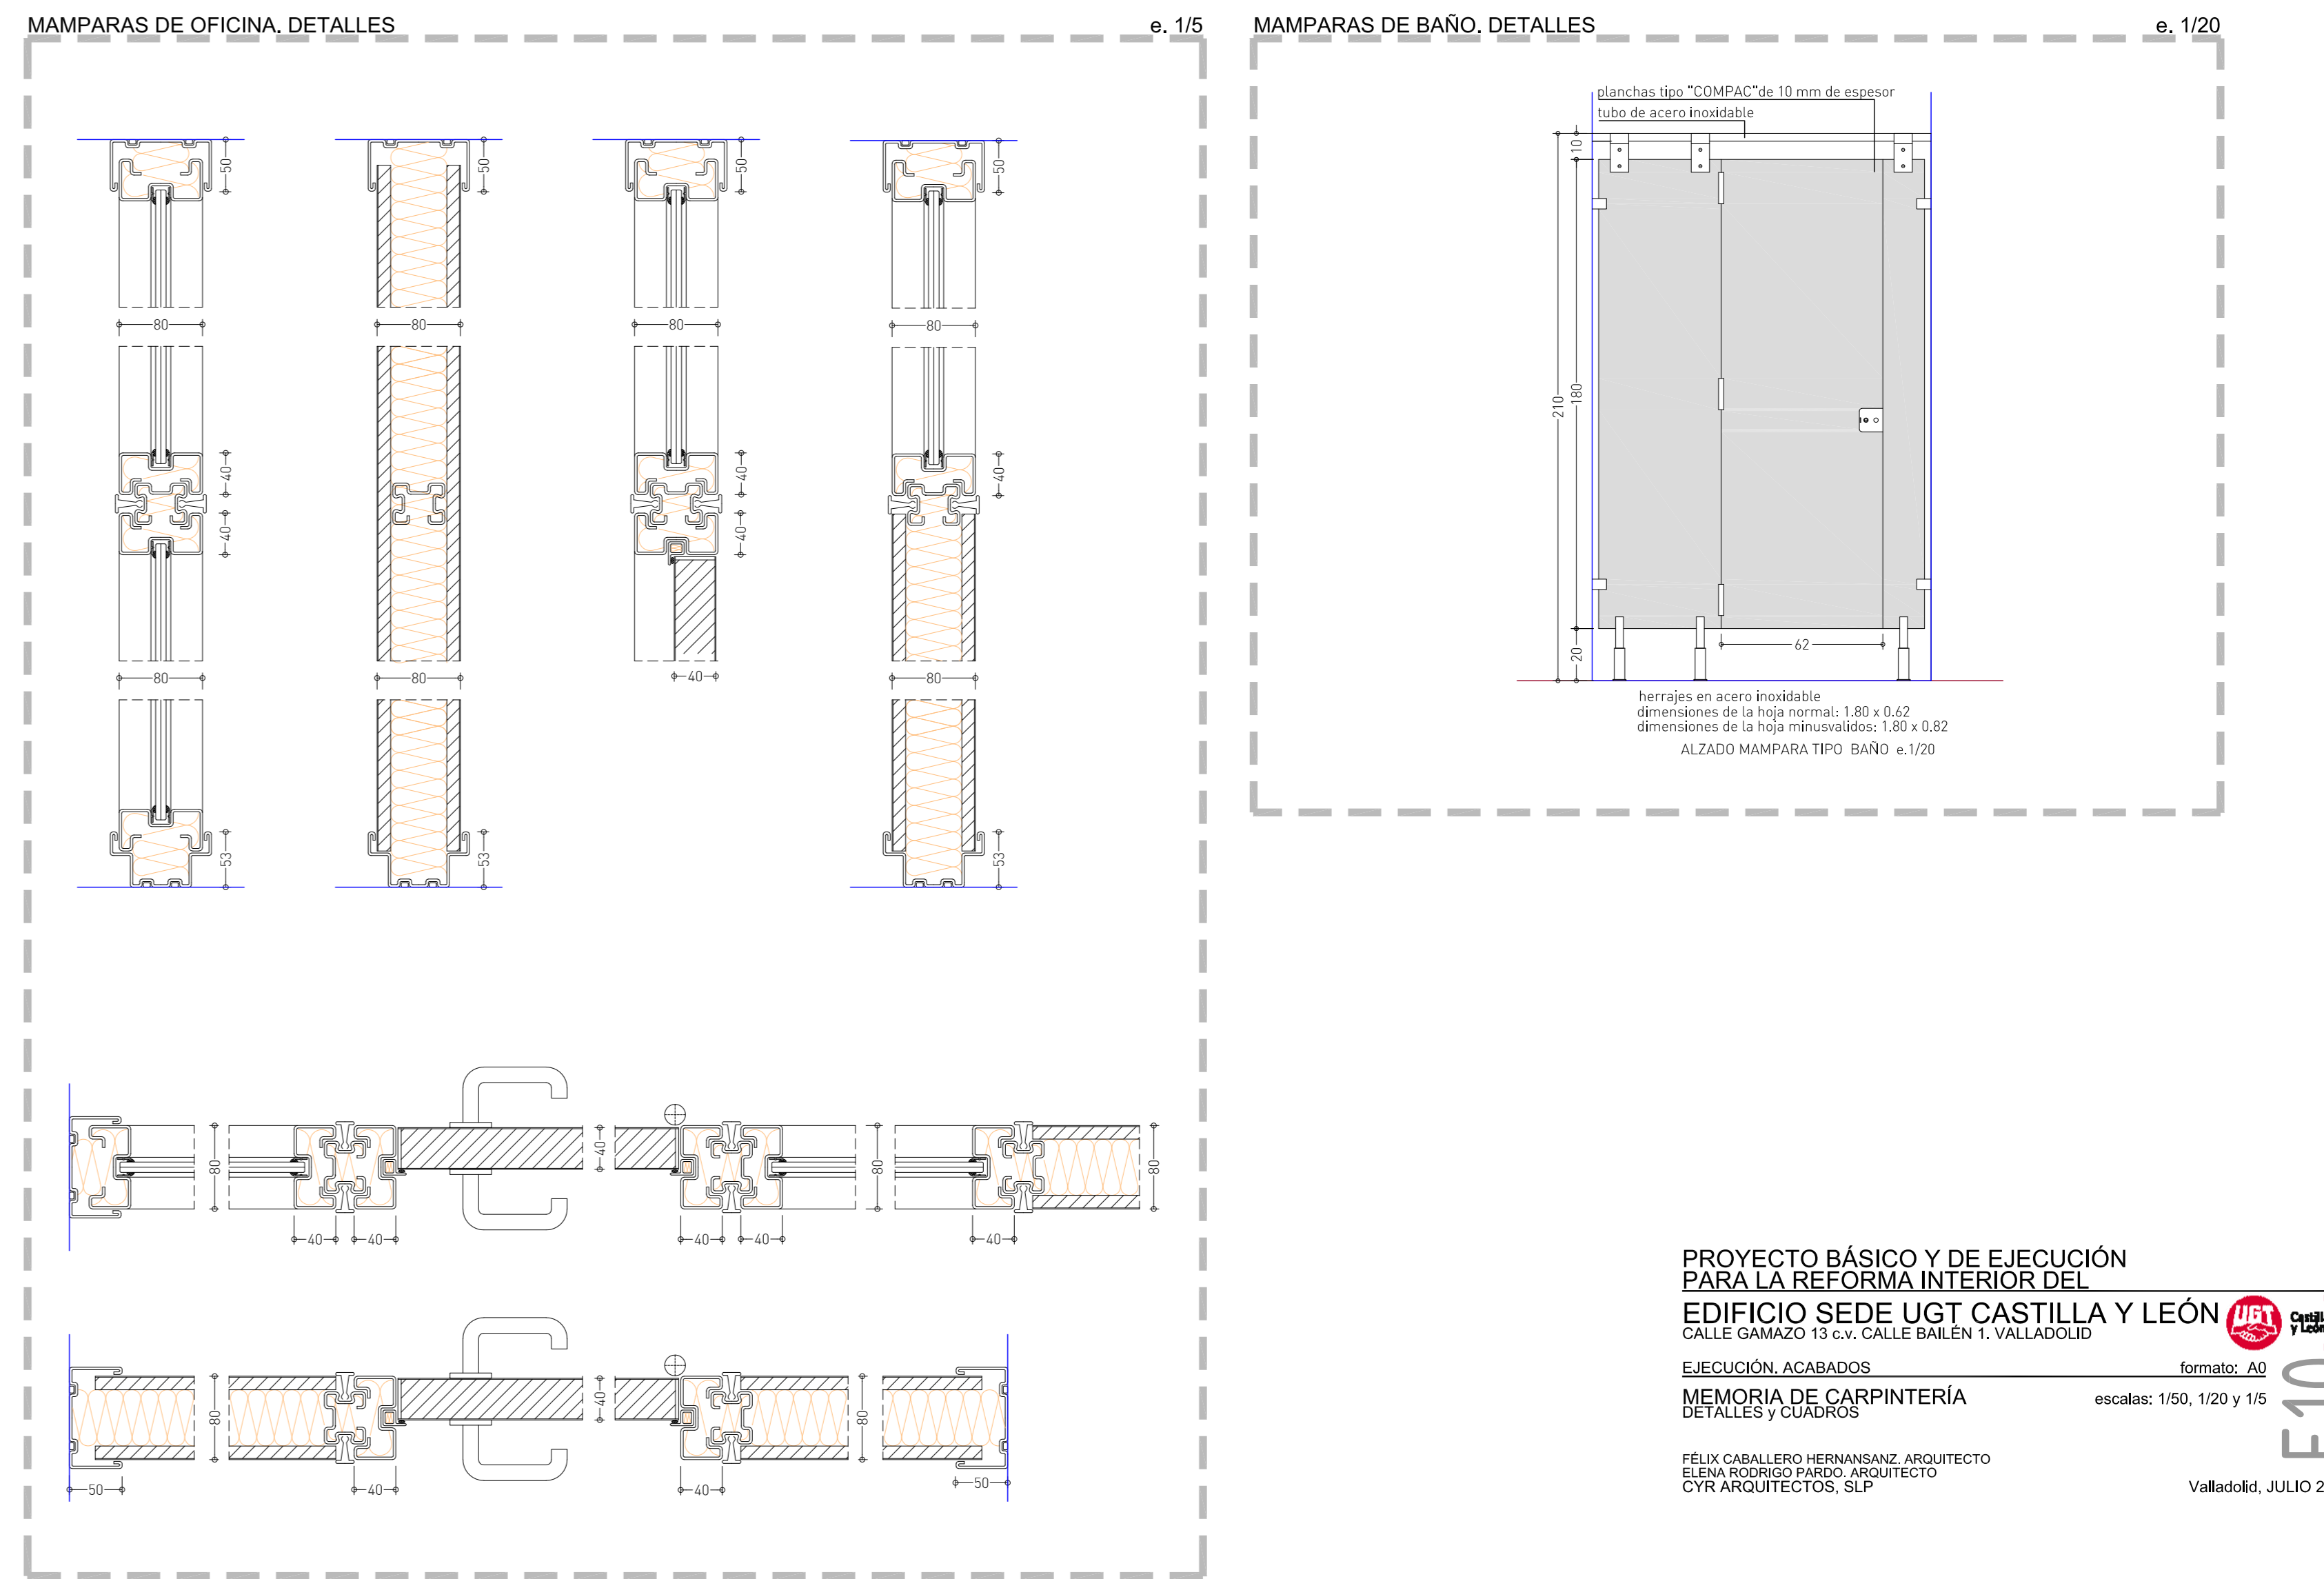 MAMPARAS DE OFICINA. DETALLES
e. 1/5
MAMPARAS DE BAÑO. DETALLES
e. 1/20
50
50
50
50
80
80
80
80
40
40
40
40
40
80
80
40
80
53
53
53
planchas tipo "COMPAC"de 10 mm de espesor
tubo de acero inoxidable
10
210
180
20
62
herrajes en acero inoxidable
dimensiones de la hoja normal: 1.80 x 0.62
dimensiones de la hoja minusvalidos: 1.80 x 0.82
ALZADO MAMPARA TIPO BAÑO e.1/20
80
40
80
80
40
40
40
40
40
80
40
80
50
40
40
50
PROYECTO BÁSICO Y DE EJECUCIÓN
PARA LA REFORMA INTERIOR DEL
EDIFICIO SEDE UGT CASTILLA Y LEÓN
CALLE GAMAZO 13 c.v. CALLE BAILÉN 1. VALLADOLID
UGT
EJECUCIÓN. ACABADOS
formato: A0
MEMORIA DE CARPINTERÍA
escalas: 1/50, 1/20 y 1/5
DETALLES y CUADROS
FÉLIX CABALLERO HERNANSANZ. ARQUITECTO
ELENA RODRIGO PARDO. ARQUITECTO
CYR ARQUITECTOS, SLP
Valladolid, JULIO 2
E10